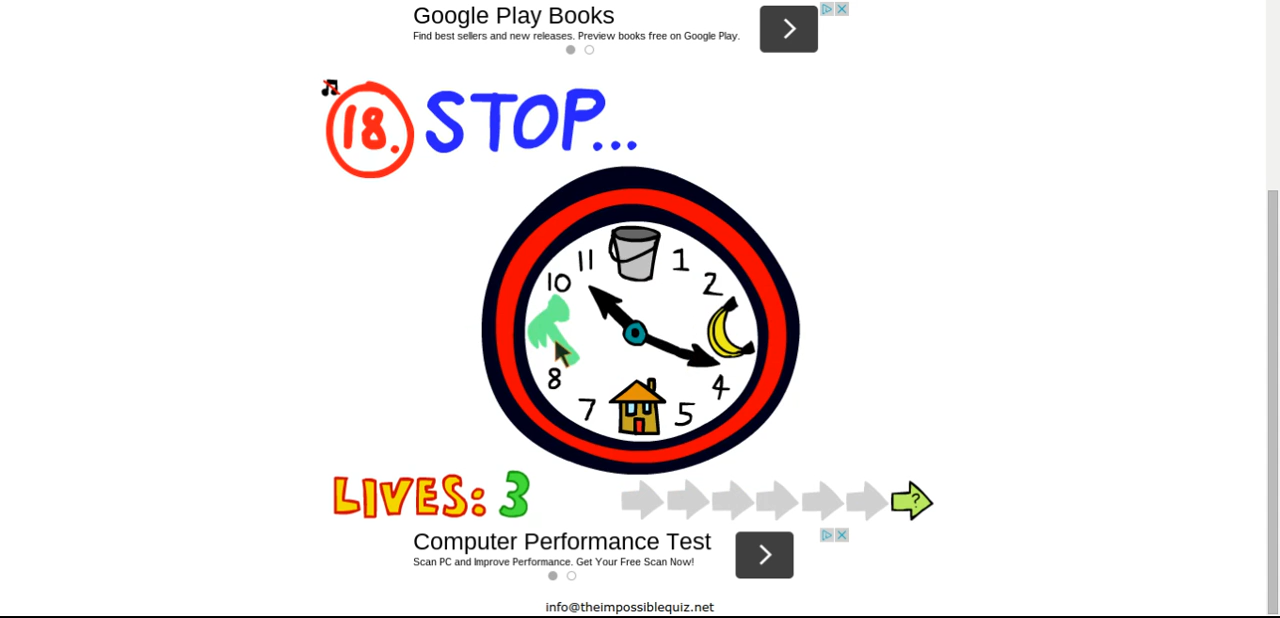 Google Play Books
Find best sellers and new releases. Preview books free on Google Play.
18. STOP...
11
1
10
2
8
4
7
5
LIVES: 3
?
Computer Performance Test
Scan PC and Improve Performance. Get Your Free Scan Now!
info@theimpossiblequiz.net